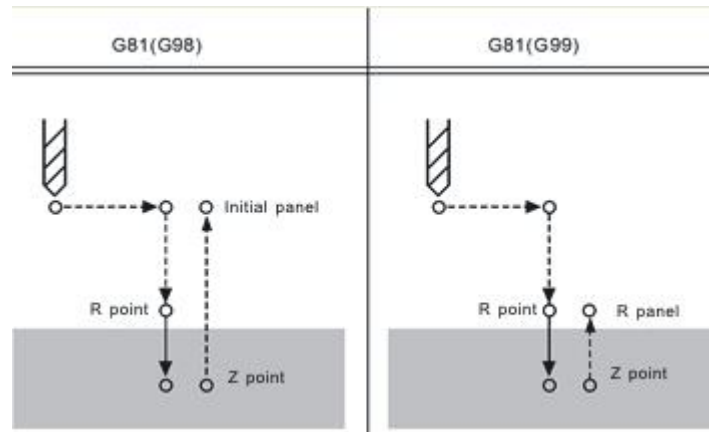 G81(G98)
G81(G99)
Initial panel
R point
Z point
R point
R panel
Z point